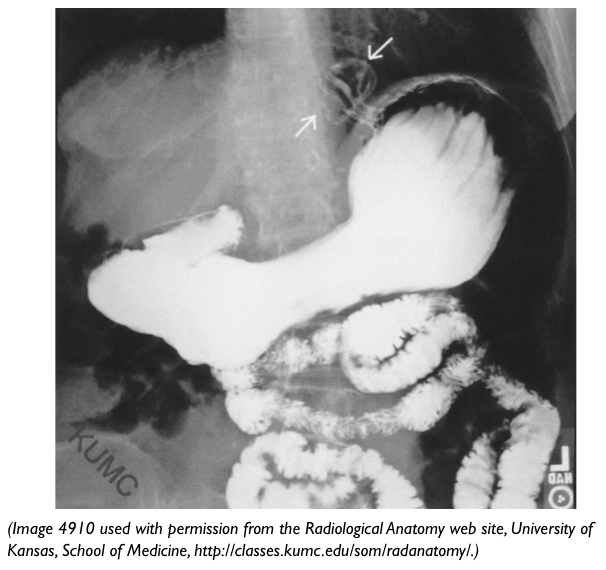 KUMC
L
(Image 4910 used with permission from the Radiological Anatomy web site, University of
Kansas, School of Medicine, http://classes.kumc.edu/som/radanatomy/.)